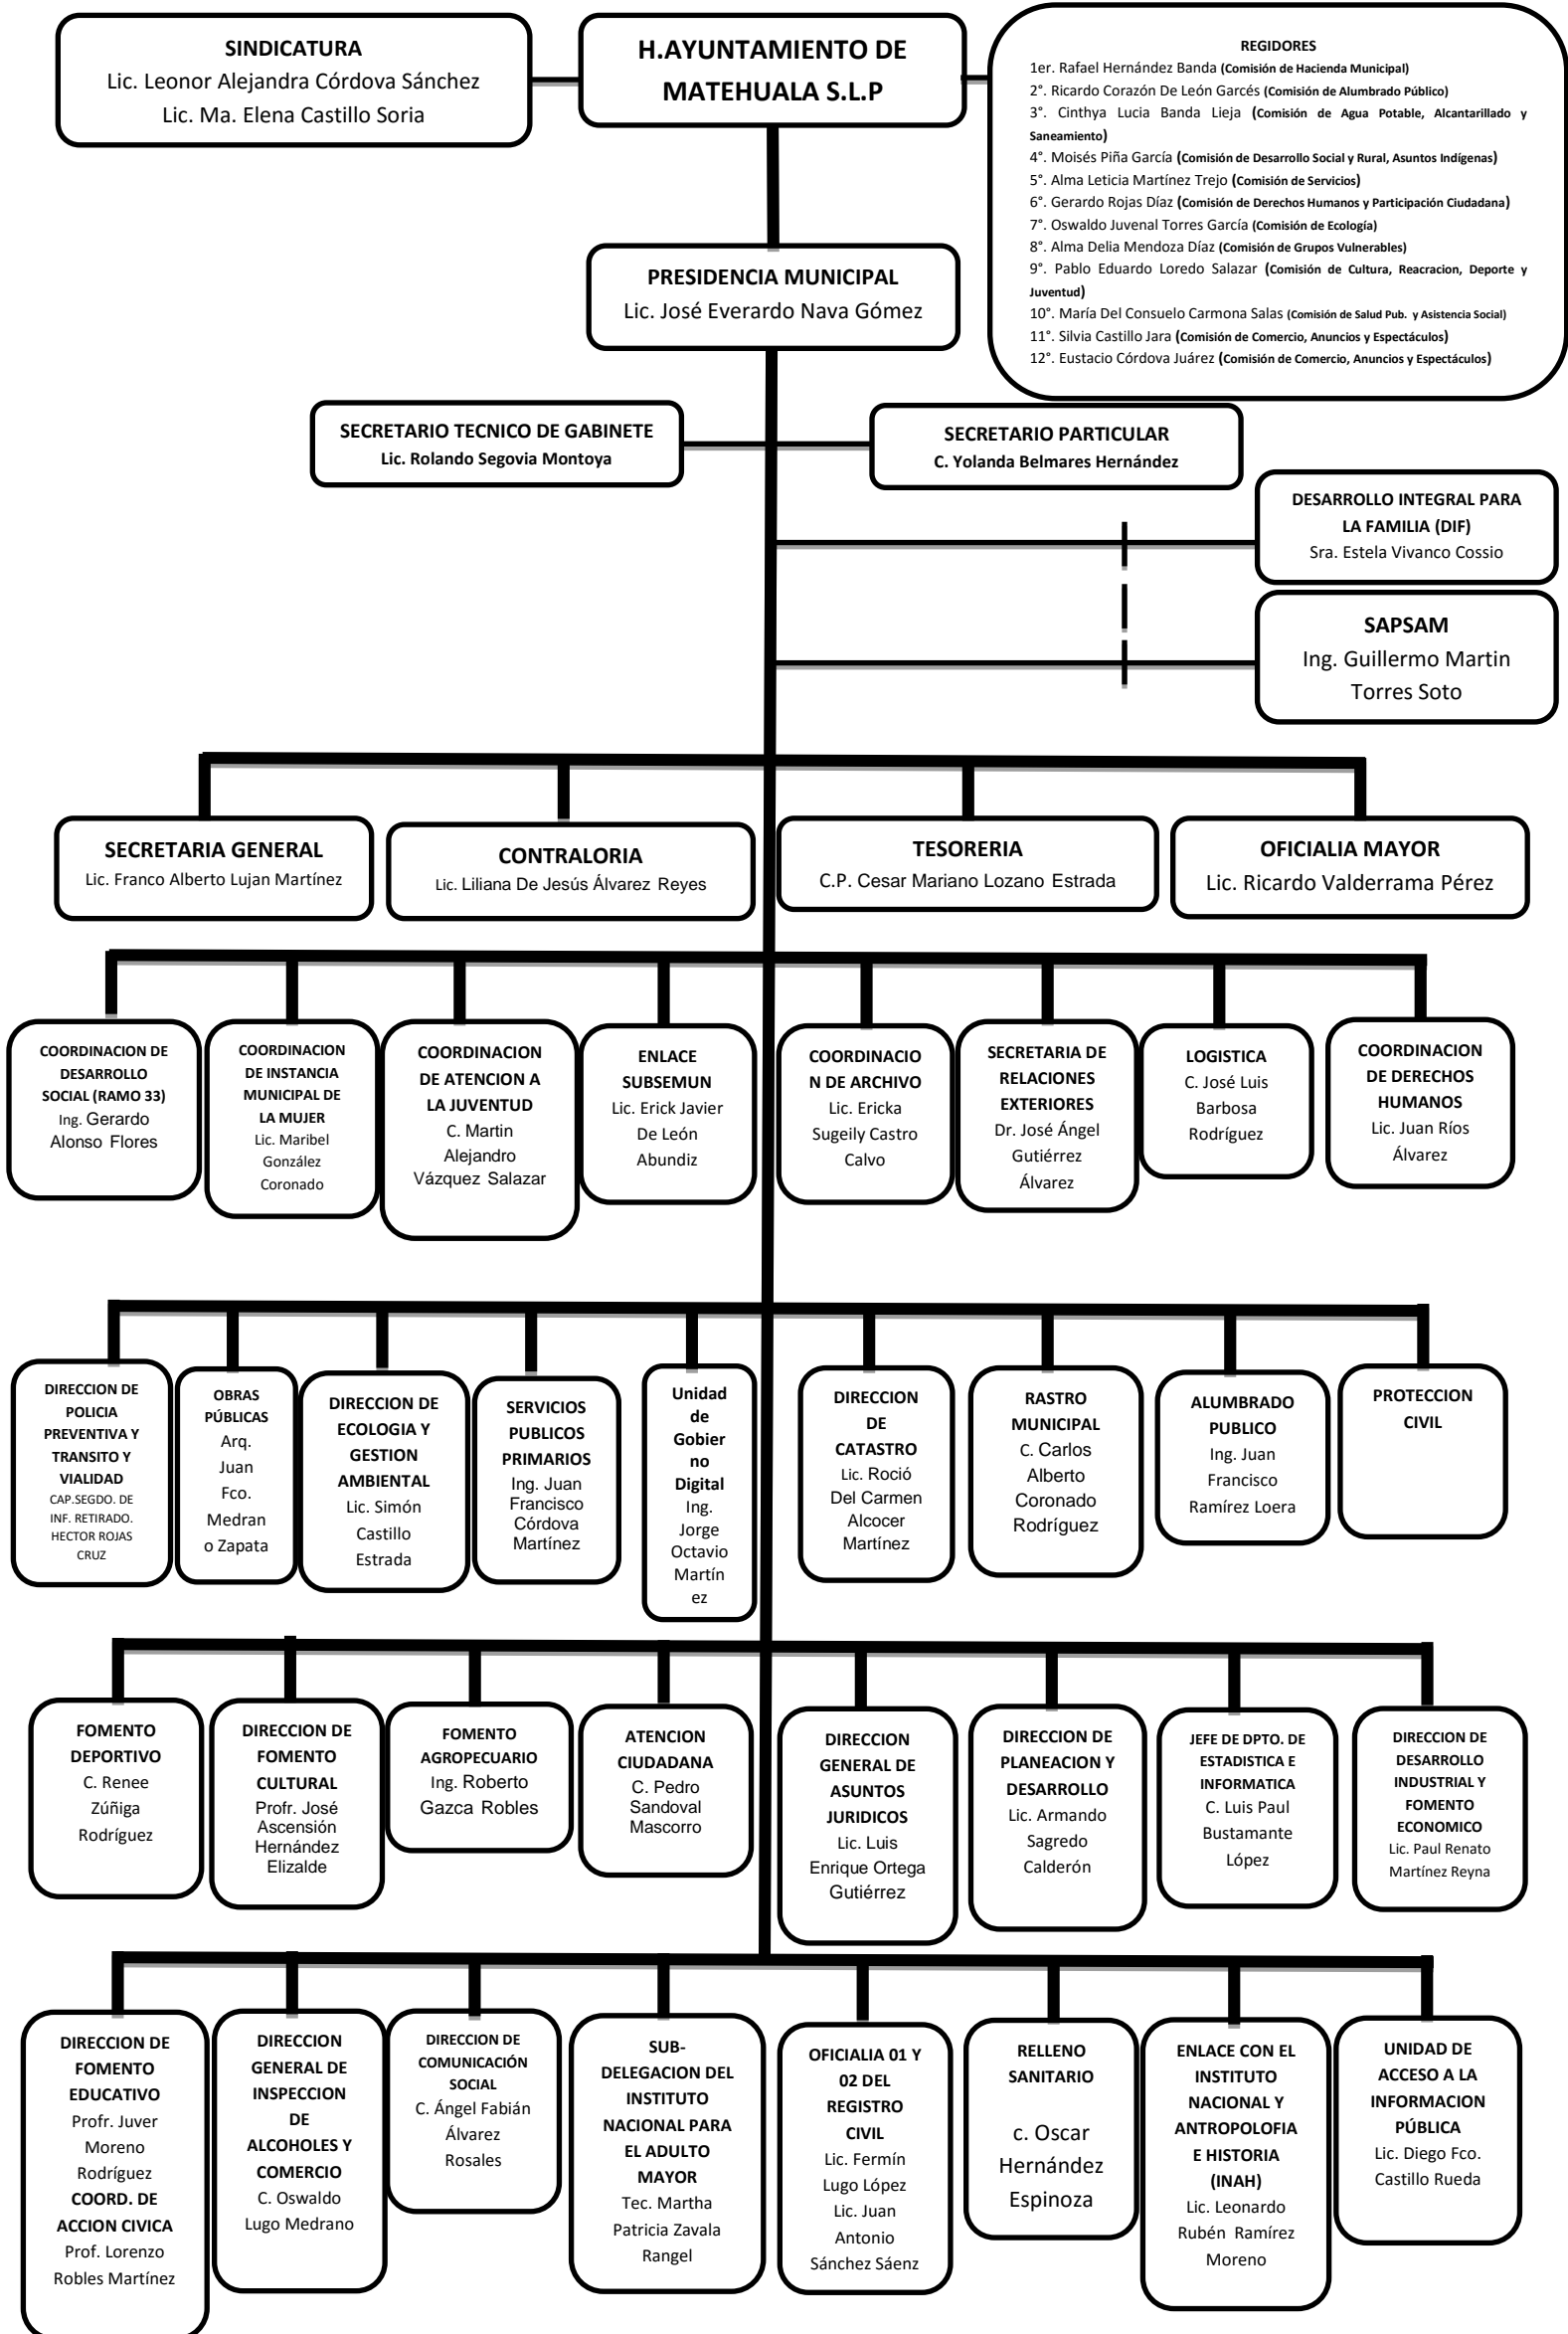 SINDICATURA
Lic. Leonor Alejandra Córdova Sánchez
Lic. Ma. Elena Castillo Soria
H.AYUNTAMIENTO DE
MATEHUALA S.L.P
REGIDORES
1er. Rafael Hernández Banda (Comisión de Hacienda Municipal)
2°. Ricardo Corazón De León Garcés (Comisión de Alumbrado Público)
3°. Cinthya Lucia Banda Lieja (Comisión de Agua Potable, Alcantarillado y
Saneamiento)
4°. Moisés Piña García (Comisión de Desarrollo Social y Rural, Asuntos Indígenas)
5°. Alma Leticia Martínez Trejo (Comisión de Servicios)
6°. Gerardo Rojas Díaz (Comisión de Derechos Humanos y Participación Ciudadana)
7°. Oswaldo Juvenal Torres García (Comisión de Ecología)
8°. Alma Delia Mendoza Díaz (Comisión de Grupos Vulnerables)
9°. Pablo Eduardo Loredo Salazar (Comisión de Cultura, Reacracion, Deporte y
Juventud)
10°. María Del Consuelo Carmona Salas (Comisión de Salud Pub. y Asistencia Social)
11°. Silvia Castillo Jara (Comisión de Comercio, Anuncios y Espectáculos)
12°. Eustacio Córdova Juárez (Comisión de Comercio, Anuncios y Espectáculos)
PRESIDENCIA MUNICIPAL
Lic. José Everardo Nava Gómez
SECRETARIO TECNICO DE GABINETE
Lic. Rolando Segovia Montoya
SECRETARIO PARTICULAR
C. Yolanda Belmares Hernández
DESARROLLO INTEGRAL PARA
LA FAMILIA (DIF)
Sra. Estela Vivanco Cossio
SAPSAM
Ing. Guillermo Martin
Torres Soto
SECRETARIA GENERAL
Lic. Franco Alberto Lujan Martínez
CONTRALORIA
Lic. Liliana De Jesús Álvarez Reyes
TESORERIA
C.P. Cesar Mariano Lozano Estrada
OFICIALIA MAYOR
Lic. Ricardo Valderrama Pérez
COORDINACION DE
DESARROLLO
SOCIAL (RAMO 33)
Ing. Gerardo
Alonso Flores
COORDINACION
DE INSTANCIA
MUNICIPAL DE
LA MUJER
Lic. Maribel
González
Coronado
COORDINACION
DE ATENCION A
LA JUVENTUD
C. Martin
Alejandro
Vázquez Salazar
ENLACE
SUBSEMUN
Lic. Erick Javier
De León
Abundiz
COORDINACIO
N DE ARCHIVO
Lic. Ericka
Sugeily Castro
Calvo
SECRETARIA DE
RELACIONES
EXTERIORES
Dr. José Ángel
Gutiérrez
Álvarez
LOGISTICA
C. José Luis
Barbosa
Rodríguez
COORDINACION
DE DERECHOS
HUMANOS
Lic. Juan Ríos
Álvarez
DIRECCION DE
POLICIA
PREVENTIVA Y
TRANSITO Y
VIALIDAD
CAP.SEGDO. DE
INF. RETIRADO.
HECTOR ROJAS
CRUZ
OBRAS
PÚBLICAS
Arq.
Juan
Fco.
Medran
o Zapata
DIRECCION DE
ECOLOGIA Y
GESTION
AMBIENTAL
Lic. Simón
Castillo
Estrada
SERVICIOS
PUBLICOS
PRIMARIOS
Ing. Juan
Francisco
Córdova
Martínez
Unidad
de
Gobier
no
Digital
Ing.
Jorge
Octavio
Martín
ez
DIRECCION
DE
CATASTRO
Lic. Roció
Del Carmen
Alcocer
Martínez
RASTRO
MUNICIPAL
C. Carlos
Alberto
Coronado
Rodríguez
ALUMBRADO
PUBLICO
Ing. Juan
Francisco
Ramírez Loera
PROTECCION
CIVIL
FOMENTO
DEPORTIVO
C. Renee
Zúñiga
Rodríguez
DIRECCION DE
FOMENTO
CULTURAL
Profr. José
Ascensión
Hernández
Elizalde
FOMENTO
AGROPECUARIO
Ing. Roberto
Gazca Robles
ATENCION
CIUDADANA
C. Pedro
Sandoval
Mascorro
DIRECCION
GENERAL DE
ASUNTOS
JURIDICOS
Lic. Luis
Enrique Ortega
Gutiérrez
DIRECCION DE
PLANEACION Y
DESARROLLO
Lic. Armando
Sagredo
Calderón
JEFE DE DPTO. DE
ESTADISTICA E
INFORMATICA
C. Luis Paul
Bustamante
López
DIRECCION DE
DESARROLLO
INDUSTRIAL Y
FOMENTO
ECONOMICO
Lic. Paul Renato
Martínez Reyna
DIRECCION DE
FOMENTO
EDUCATIVO
Profr. Juver
Moreno
Rodríguez
COORD. DE
ACCION CIVICA
Prof. Lorenzo
Robles Martínez
DIRECCION
GENERAL DE
INSPECCION
DE
ALCOHOLES Y
COMERCIO
C. Oswaldo
Lugo Medrano
DIRECCION DE
COMUNICACIÓN
SOCIAL
C. Ángel Fabián
Álvarez
Rosales
SUB-
DELEGACION DEL
INSTITUTO
NACIONAL PARA
EL ADULTO
MAYOR
Tec. Martha
Patricia Zavala
Rangel
OFICIALIA 01 Y
02 DEL
REGISTRO
CIVIL
Lic. Fermín
Lugo López
Lic. Juan
Antonio
Sánchez Sáenz
RELLENO
SANITARIO
c. Oscar
Hernández
Espinoza
ENLACE CON EL
INSTITUTO
NACIONAL Y
ANTROPOLOFIA
E HISTORIA
(INAH)
Lic. Leonardo
Rubén Ramírez
Moreno
UNIDAD DE
ACCESO A LA
INFORMACION
PÚBLICA
Lic. Diego Fco.
Castillo Rueda